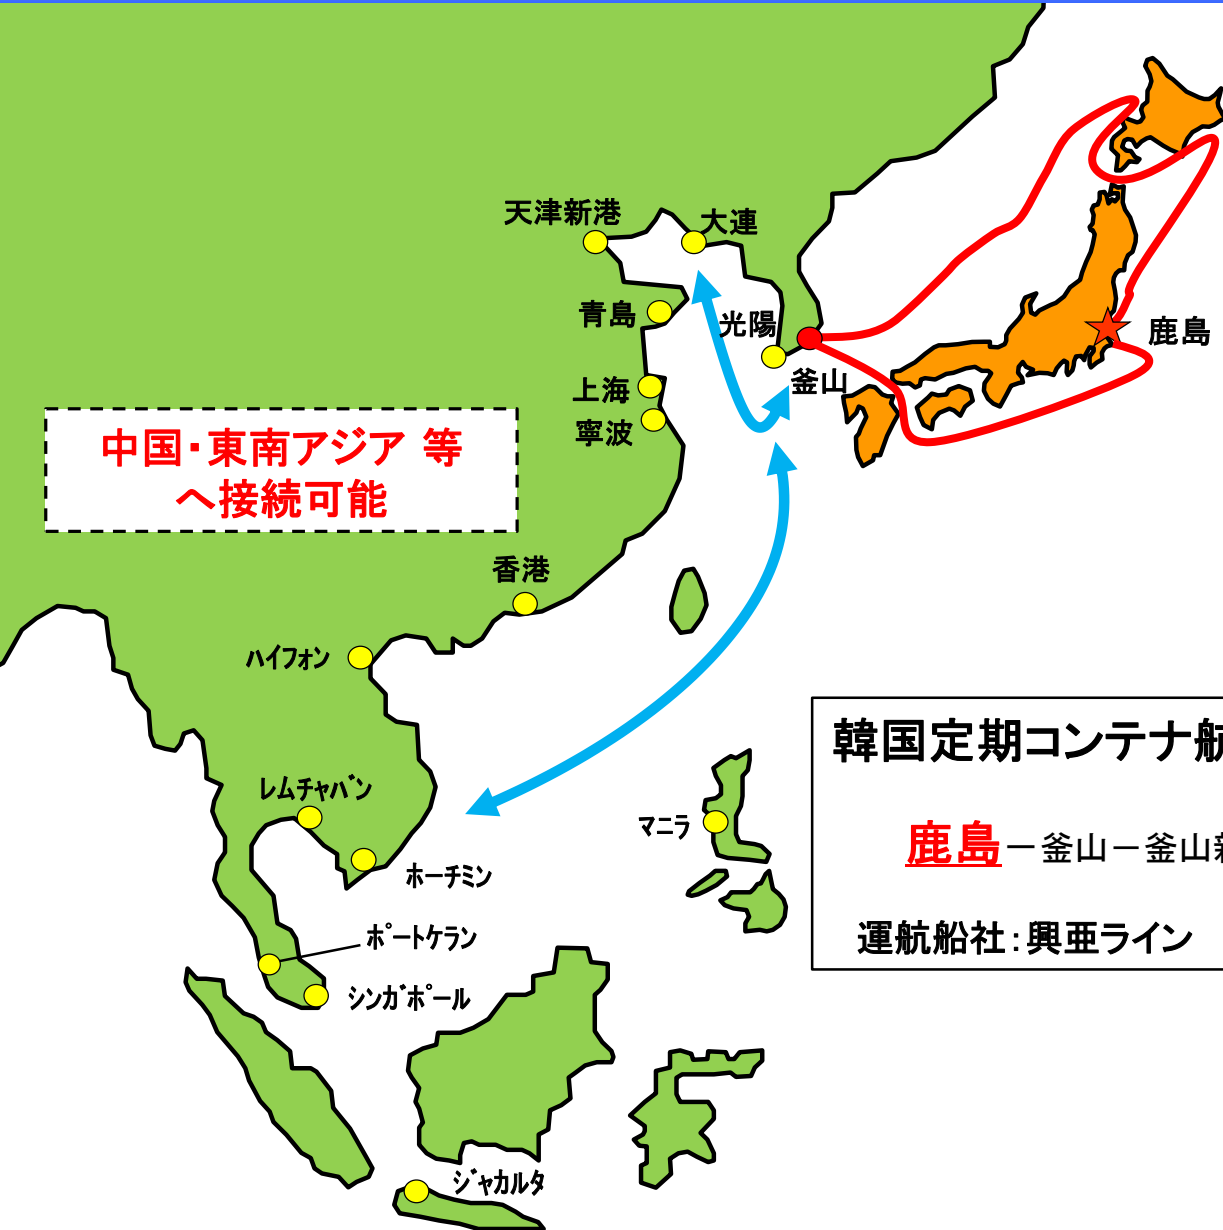 天津新港
大連
青島
光陽
鹿島
釜山
上海
寧波
中国・東南アジア 等
へ接続可能
香港
ハイフォン
韓国定期コンテナ航
レムチャバン
マニラ
鹿島－釜山－釜山新
ホーチミン
ポートケラン
運航船社：興亜ライン
シンガポール
ジャカルタ